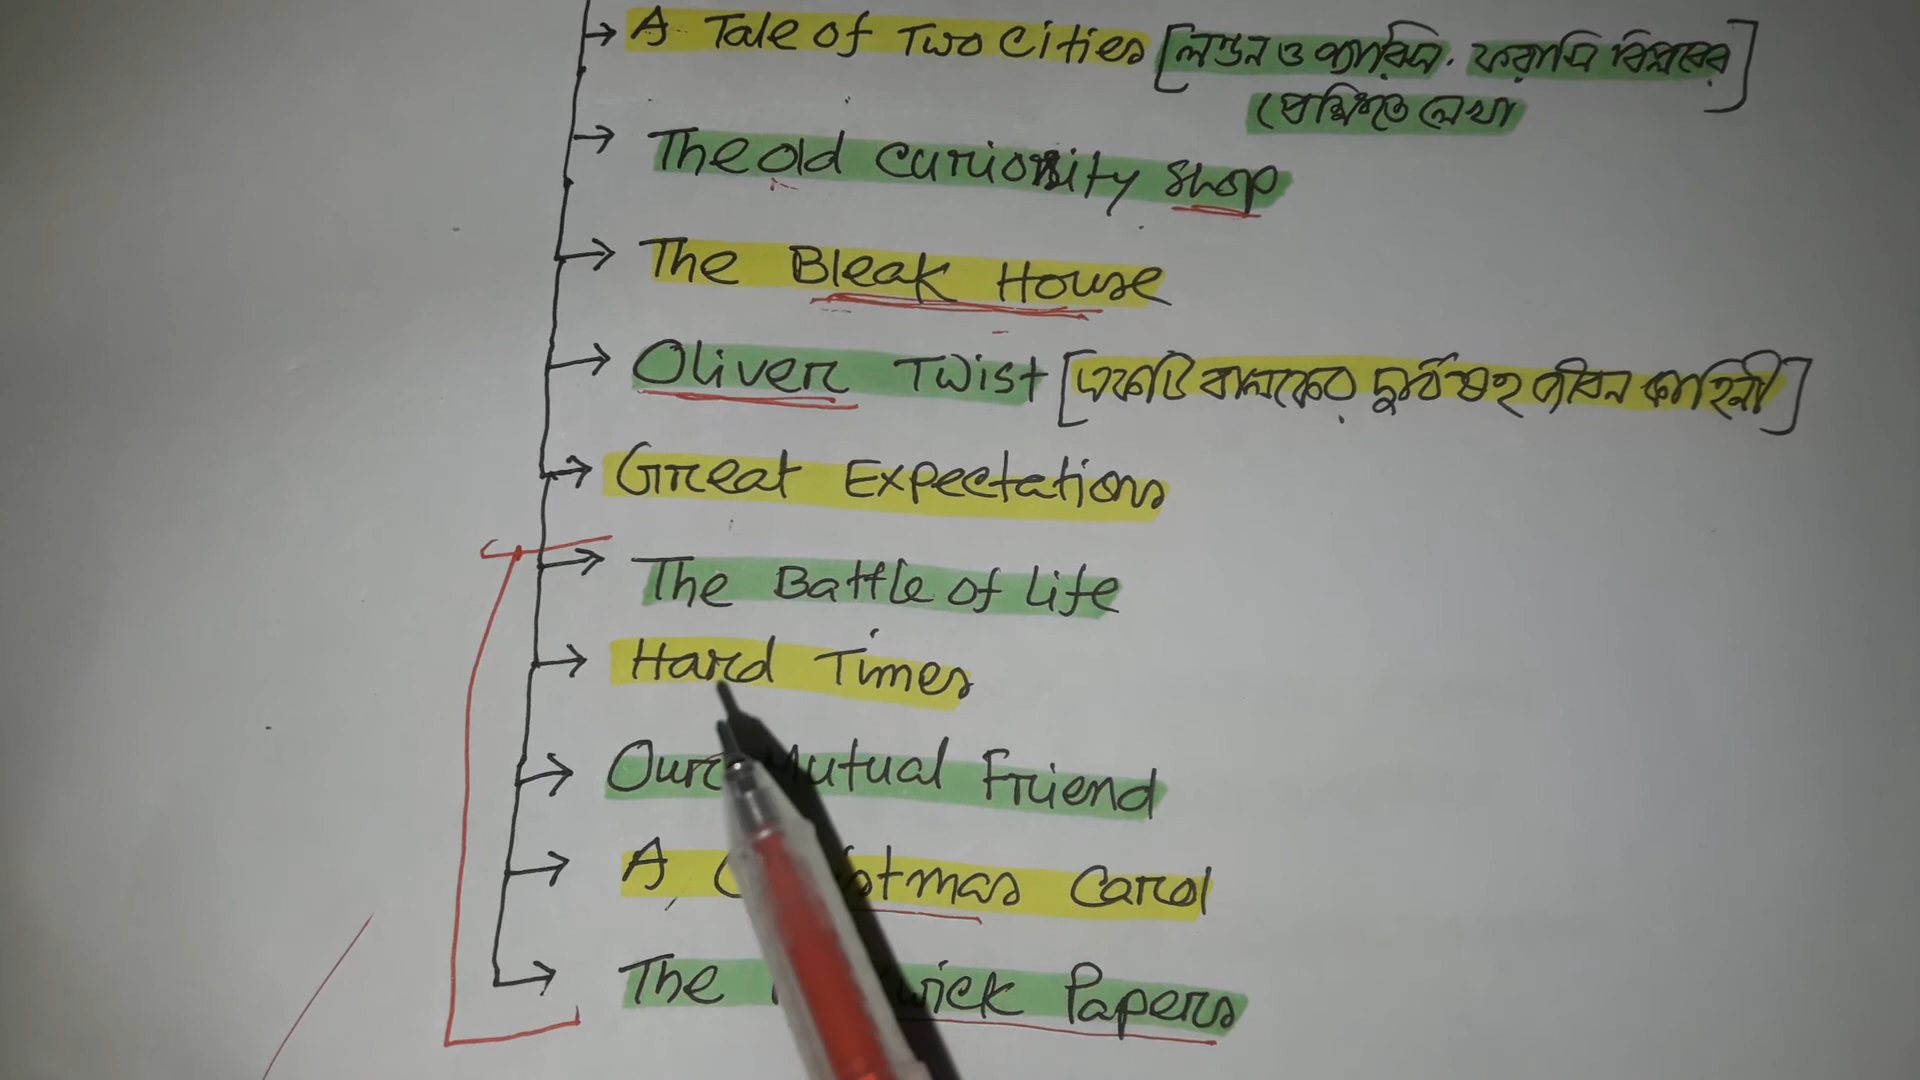 A Tale of Two Cities [লন্ডন ও প্যারিস. ফরাসি বিপ্লবের
প্রেক্ষিতে লেখা]
The Old Curiosity Shop
The Bleak House
Oliver Twist [একটি বালকের দুর্বিষহ জীবন কাহিনী]
Great Expectations
The Battle of Life
Hard Times
Our Mutual Friend
A Carol
The Papers